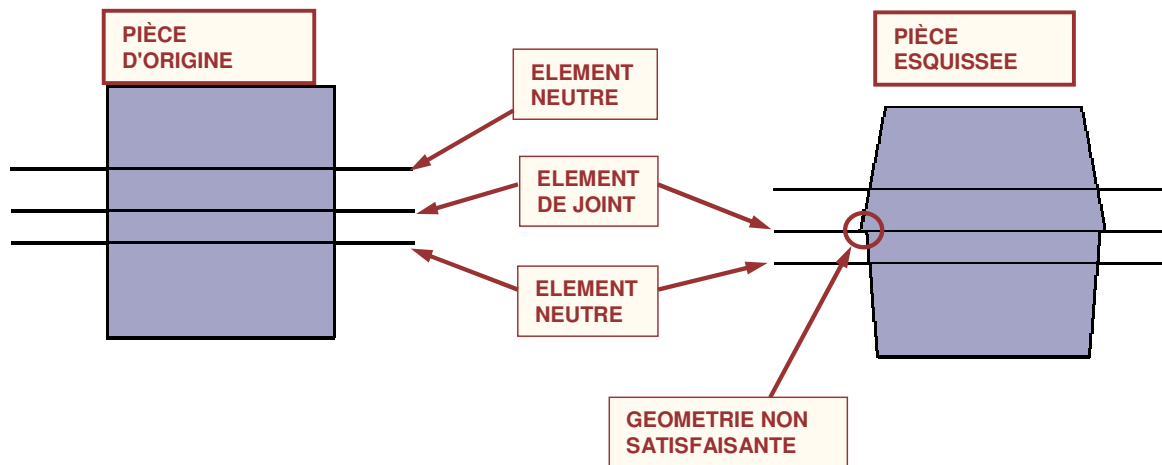 PIÈCE
D'ORIGINE
ELEMENT
NEUTRE
PIÈCE
ESQUISSEE
ELEMENT
DE JOINT
ELEMENT
NEUTRE
GEOMETRIE NON
SATISFAISANTE